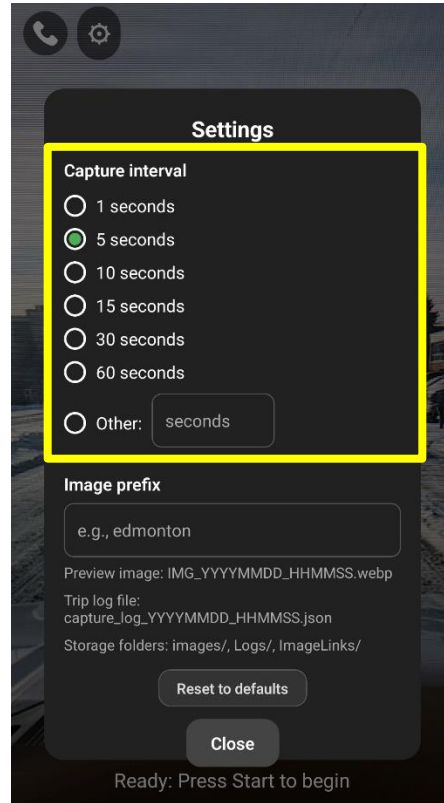 Settings
Capture interval
1 seconds
5 seconds
10 seconds
15 seconds
30 seconds
60 seconds
Other: seconds
Image prefix
e.g., edmonton
Preview image: IMG_YYYYMMDD_HHMMSS.webp
Trip log file:
capture_log_YYYYMMDD_HHMMSS.json
Storage folders: images/, Logs/, ImageLinks/
Reset to defaults
Close
Ready: Press Start to begin